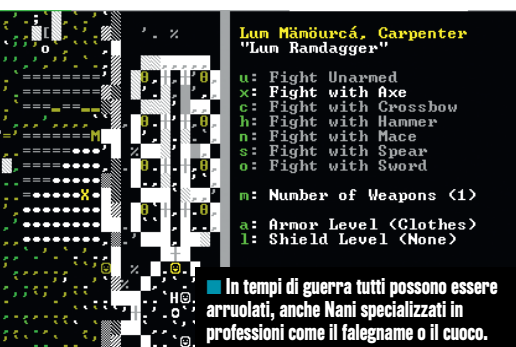 Lum Mämöurcá, Carpenter
"Lum Ramdagger"
u: Fight Unarmed
x: Fight with Axe
c: Fight with Crossbow
h: Fight with Hammer
n: Fight with Mace
s: Fight with Spear
o: Fight with Sword
m: Number of Weapons (1)
a: Armor Level (Clothes)
l: Shield Level (None)
In tempi di guerra tutti possono essere
arruolati, anche Nani specializzati in
professioni come il falegname o il cuoco.